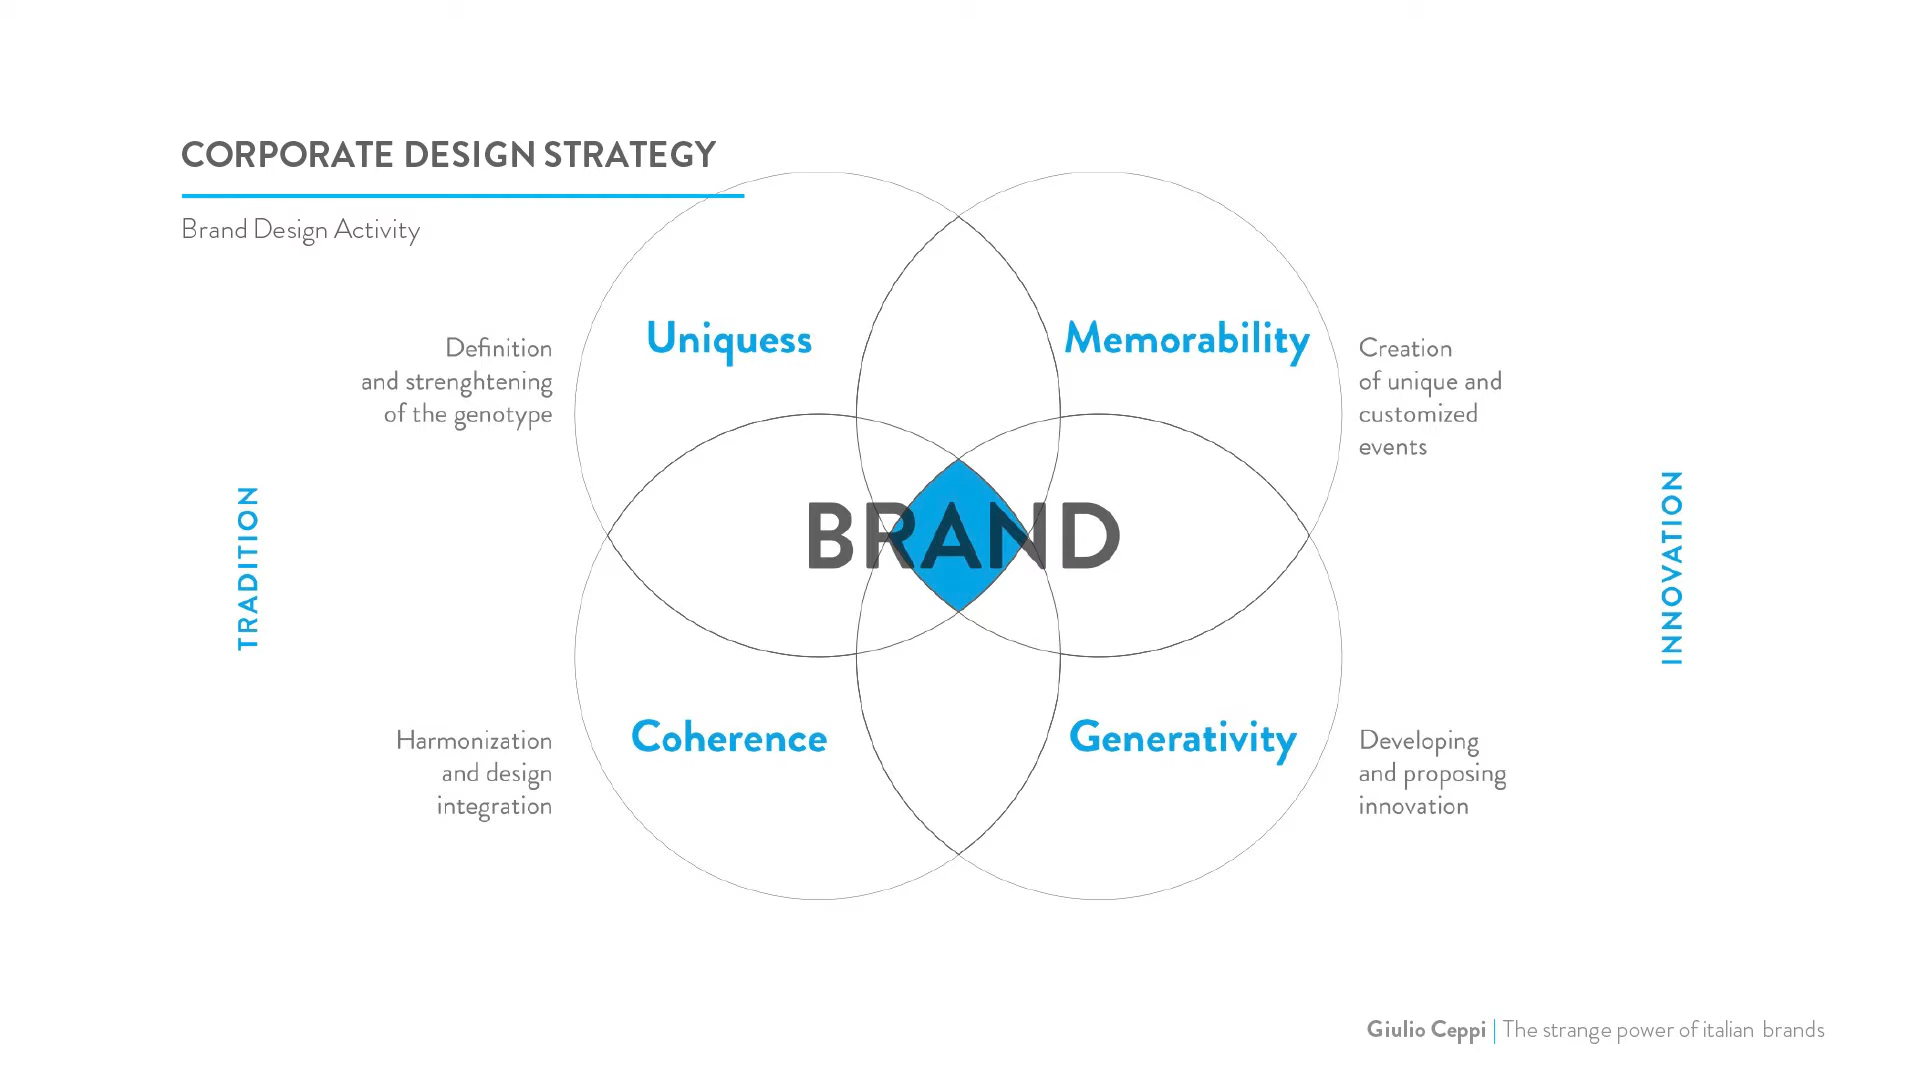 CORPORATE DESIGN STRATEGY
Brand Design Activity
Definition
and strenghtening
of the genotype
Uniquess
Memorability
Creation
of unique and
customized
events
TRADITION
BRAND
INNOVATION
Harmonization
and design
integration
Coherence
Generativity
Developing
and proposing
innovation
Giulio Ceppi | The strange power of italian brands